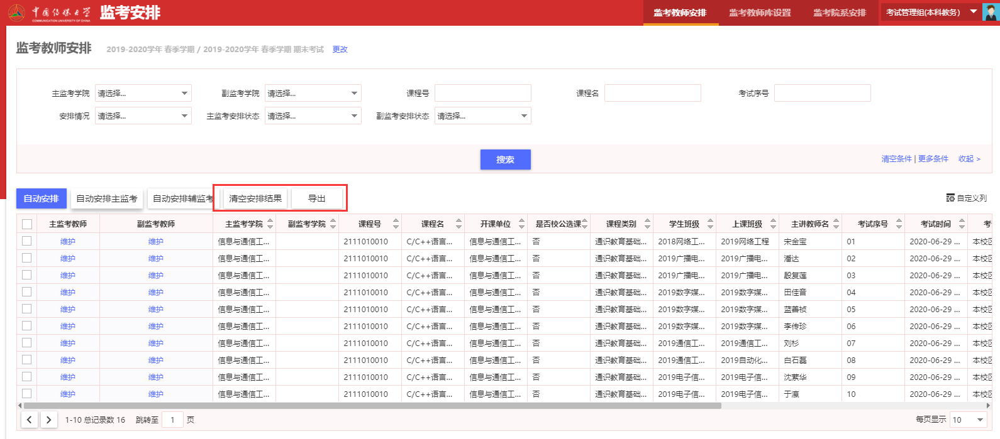 中国传媒大学 监考安排 监考教师安排 监考教师库设置 监考院系安排 考试管理组(本科教务)
COMMUNICATION UNIVERSITY OF CHINA
监考教师安排 2019-2020学年 春季学期 / 2019-2020学年 春季学期 期末考试 更改
主监考学院 请选择... 副监考学院 请选择... 课程号 课程名 考试序号
安排情况 请选择... 主监考安排状态 请选择... 副监考安排状态 请选择...
搜索 清空条件 | 更多条件 收起 >
自动安排 自动安排主监考 自动安排辅监考 清空安排结果 导出 自定义列
主监考教师 副监考教师 主监考学院 副监考学院 课程号 课程名 开课单位 是否校公选课 课程类别 学生班级 上课班级 主讲教师名 考试序号 考试时间 考
维护 维护 信息与通信工... 2111010010 C/C++语言... 信息与通信工... 否 通识教育基础... 2018网络工... 2019网络工程 宋金宝 01 2020-06-29 ... 本校区
维护 维护 信息与通信工... 2111010010 C/C++语言... 信息与通信工... 否 通识教育基础... 2019广播电... 2019广播电... 潘达 02 2020-06-29 ... 本校区
维护 维护 信息与通信工... 2111010010 C/C++语言... 信息与通信工... 否 通识教育基础... 2019广播电... 2019广播电... 殷复莲 03 2020-06-29 ... 本校区
维护 维护 信息与通信工... 2111010010 C/C++语言... 信息与通信工... 否 通识教育基础... 2019数字媒... 2019数字媒... 田佳音 04 2020-06-29 ... 本校区
维护 维护 信息与通信工... 2111010010 C/C++语言... 信息与通信工... 否 通识教育基础... 2019数字媒... 2019数字媒... 蓝善祯 05 2020-06-29 ... 本校区
维护 维护 信息与通信工... 2111010010 C/C++语言... 信息与通信工... 否 通识教育基础... 2019数字媒... 2019数字媒... 李传珍 06 2020-06-29 ... 本校区
维护 维护 信息与通信工... 2111010010 C/C++语言... 信息与通信工... 否 通识教育基础... 2019通信工... 2019通信工... 刘杉 07 2020-06-29 ... 本校区
维护 维护 信息与通信工... 2111010010 C/C++语言... 信息与通信工... 否 通识教育基础... 2019通信工... 2019自动化... 白石磊 08 2020-06-29 ... 本校区
维护 维护 信息与通信工... 2111010010 C/C++语言... 信息与通信工... 否 通识教育基础... 2019电子信... 2019电子信... 沈萦华 09 2020-06-29 ... 本校区
维护 维护 信息与通信工... 2111010010 C/C++语言... 信息与通信工... 否 通识教育基础... 2019电子信... 2019电子信... 于瀛 10 2020-06-29 ... 本校区
1-10 总记录数 16 跳转至 1 页 每页显示 10